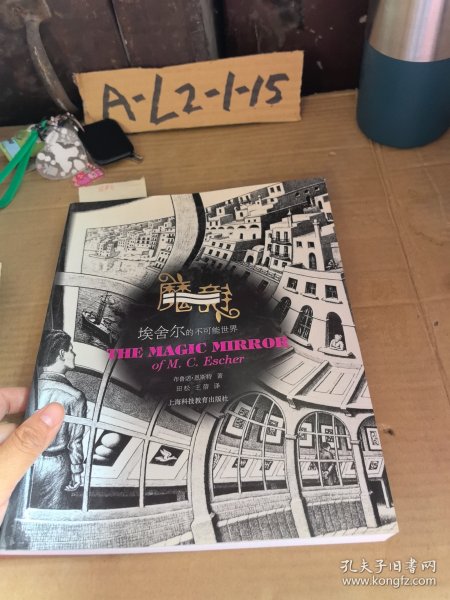 A-L2-1-15
魔镜
埃舍尔的不可能世界
THE MAGIC MIRROR
of M. C. Escher
布鲁诺·恩斯特 著
田松 王蓓 译
上海科技教育出版社
孔夫子旧书网
www.kongfz.com